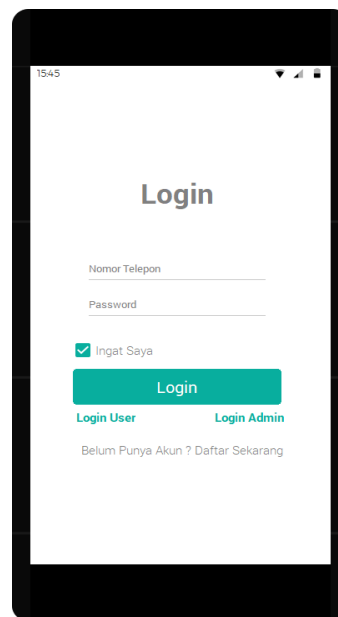 15:45
Login
Nomor Telepon
Password
Ingat Saya
Login
Login User Login Admin
Belum Punya Akun ? Daftar Sekarang